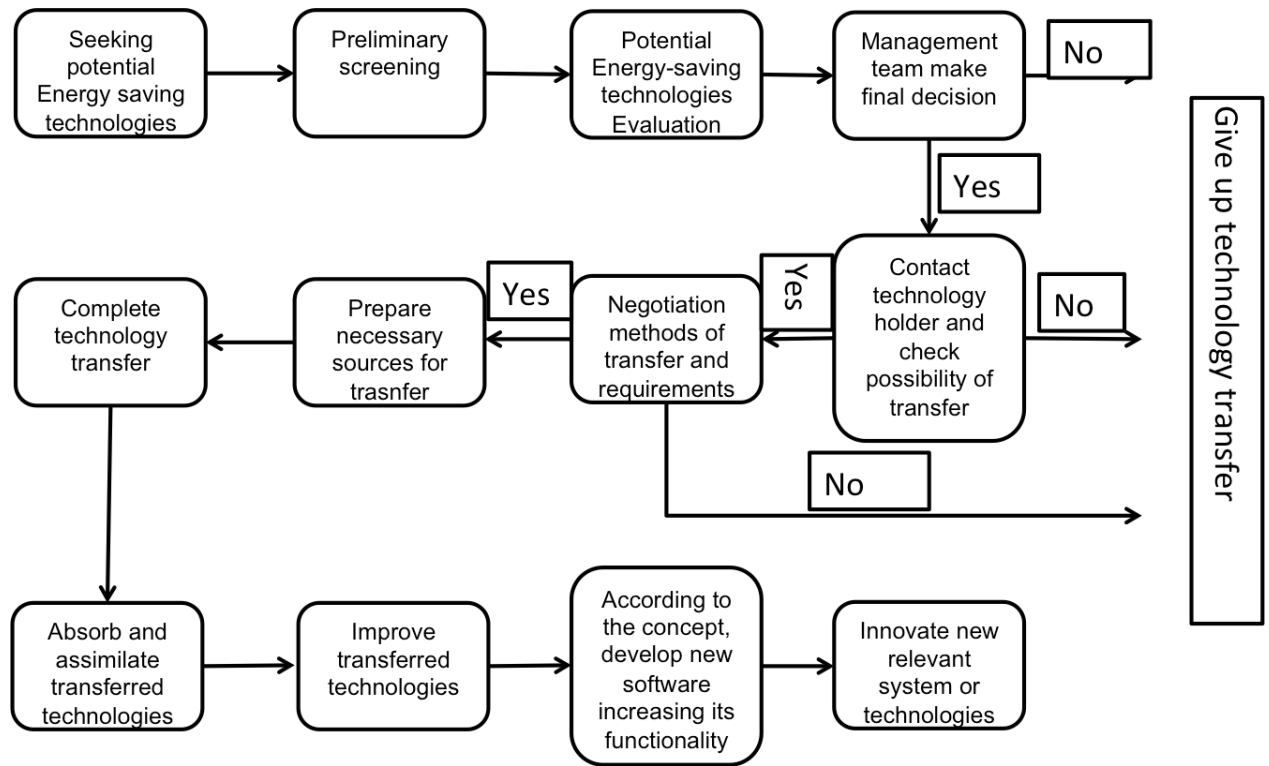 Seeking
potential
Energy saving
technologies
Preliminary
screening
Potential
Energy-saving
technologies
Evaluation
Management
team make
final decision
No
Yes
Give up technology transfer
Complete
technology
transfer
Prepare
necessary
sources for
trasnfer
Yes
Negotiation
methods of
transfer and
requirements
Yes
Contact
technology
holder and
check
possibility of
transfer
No
No
Absorb and
assimilate
transferred
technologies
Improve
transferred
technologies
According to
the concept,
develop new
software
increasing its
functionality
Innovate new
relevant
system or
technologies